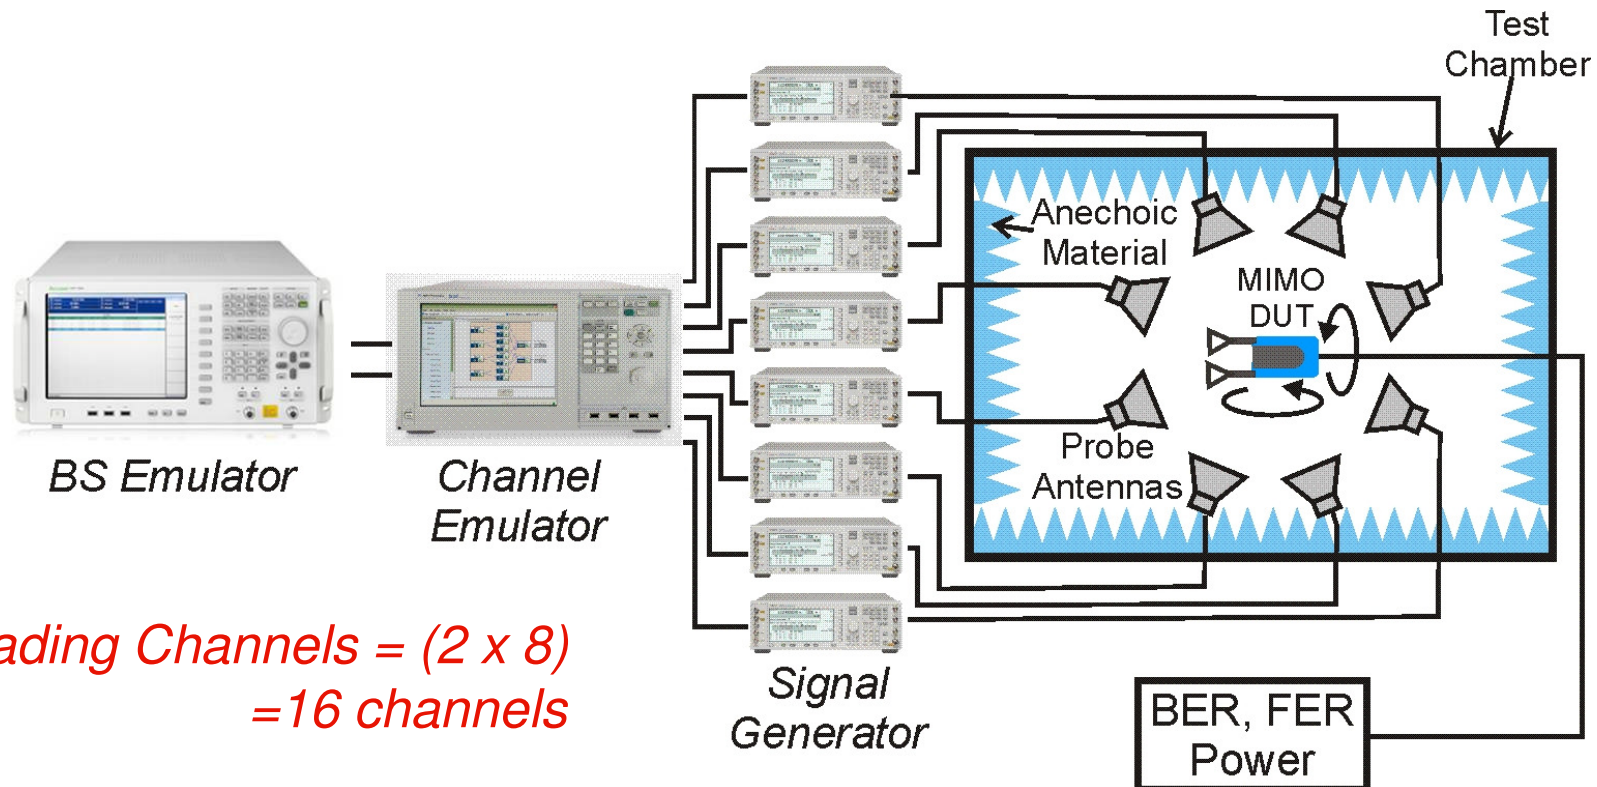 Test
Chamber
Anechoic
Material
MIMO
DUT
Probe
Antennas
BS Emulator
Channel
Emulator
Signal
Generator
ading Channels = (2 x 8)
=16 channels
BER, FER
Power